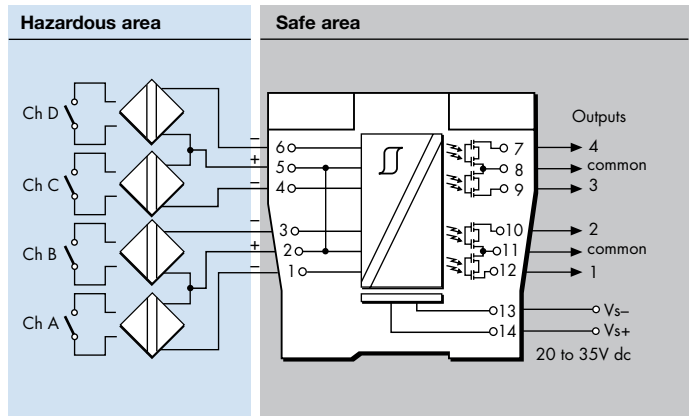 Hazardous area
Safe area
Outputs
Ch D
Ch C
Ch B
Ch A
–
+
–
–
+
–
6
5
4
3
2
1
7
8
9
10
11
12
13
14
4
common
3
2
common
1
Vs–
Vs+
20 to 35V dc